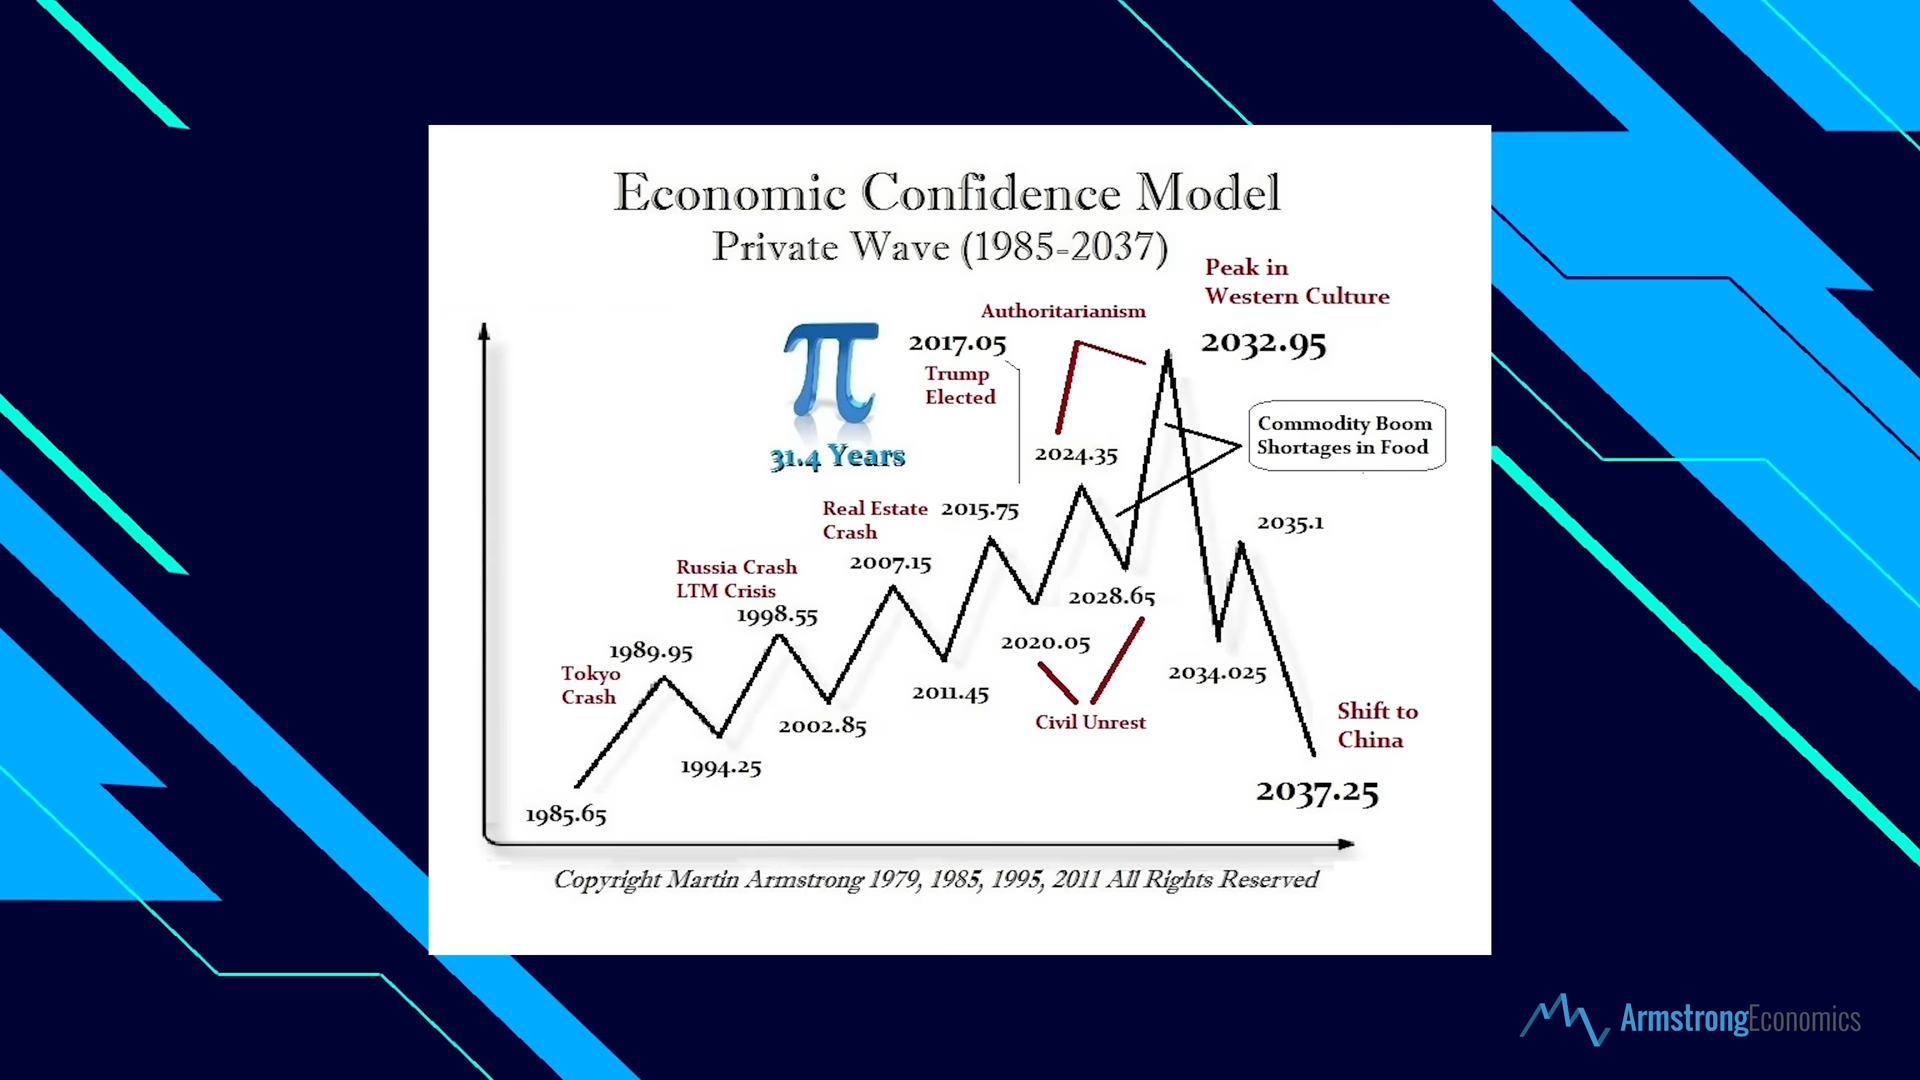 Economic Confidence Model
Private Wave (1985-2037)
Peak in
Western Culture
2032.95
Authoritarianism
2017.05
Trump
Elected
π
31.4 Years
2024.35
Commodity Boom
Shortages in Food
Real Estate
Crash
2015.75
2035.1
2007.15
Russia Crash
LTM Crisis
1998.55
2028.65
1989.95
2020.05
Tokyo
Crash
2034.025
2011.45
2002.85
Civil Unrest
Shift to
China
1994.25
2037.25
1985.65
Copyright Martin Armstrong 1979, 1985, 1995, 2011 All Rights Reserved
ArmstrongEconomics